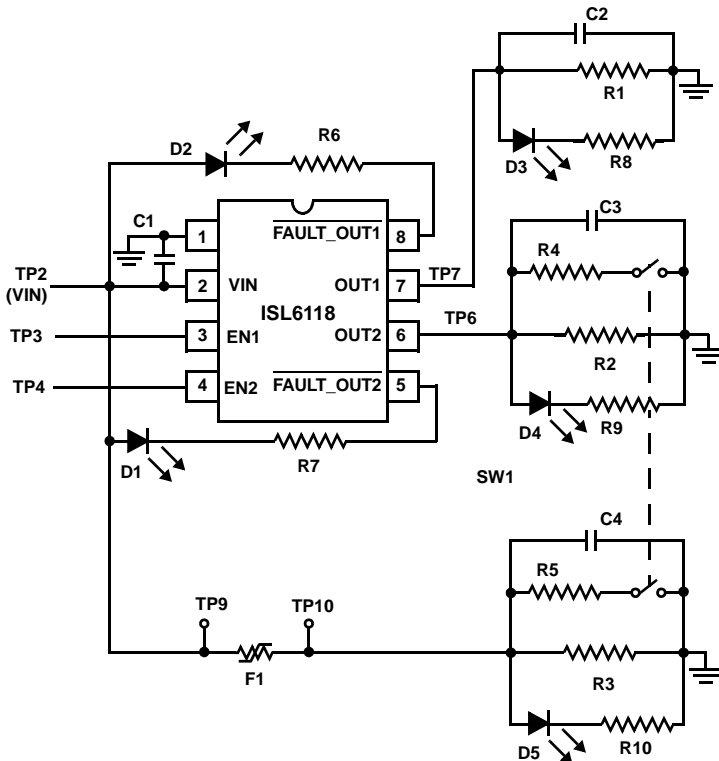 C2
R1
D3
R8
D2
R6
C1
1
FAULT_OUT1
8
TP2
(VIN)
2
VIN
OUT1
7
TP7
ISL6118
TP3
3
EN1
OUT2
6
TP6
TP4
4
EN2
FAULT_OUT2
5
D1
R7
C3
R4
R2
D4
R9
SW1
C4
R5
TP9
TP10
F1
R3
D5
R10